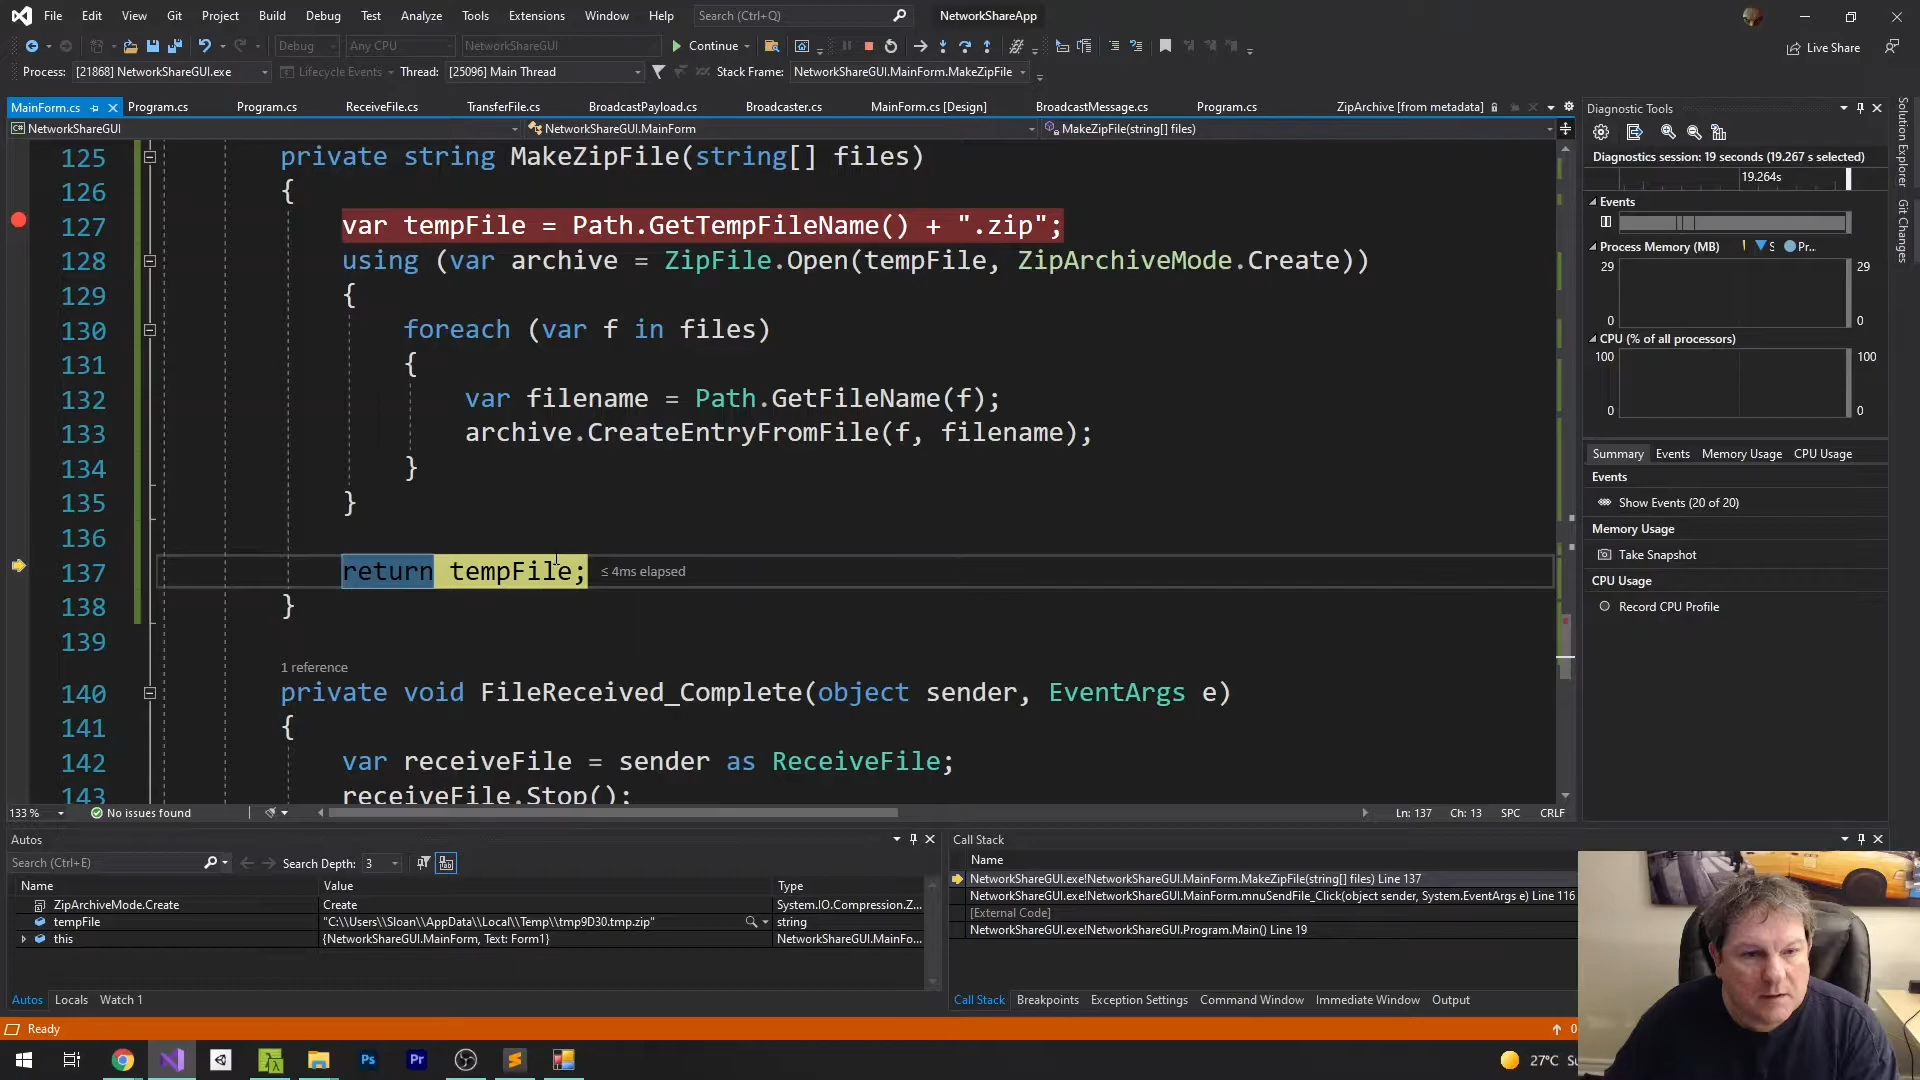 File Edit View Git Project Build Debug Test Analyze Tools Extensions Window Help Search (Ctrl+Q) NetworkShareApp
Debug Any CPU NetworkShareGUI Continue Live Share
Process: [21868] NetworkShareGUI.exe Lifecycle Events Thread: [25096] Main Thread Stack Frame: NetworkShareGUI.MainForm.MakeZipFile
MainForm.cs Program.cs Program.cs ReceiveFile.cs TransferFile.cs BroadcastPayload.cs Broadcaster.cs MainForm.cs [Design] BroadcastMessage.cs Program.cs ZipArchive [from metadata]
NetworkShareGUI NetworkShareGUI.MainForm MakeZipFile(string[] files)
125 private string MakeZipFile(string[] files)
126 {
127 var tempFile = Path.GetTempFileName() + ".zip";
128 using (var archive = ZipFile.Open(tempFile, ZipArchiveMode.Create))
129 {
130 foreach (var f in files)
131 {
132 var filename = Path.GetFileName(f);
133 archive.CreateEntryFromFile(f, filename);
134 }
135 }
136
137 return tempFile; ≤ 4ms elapsed
138 }
139
1 reference
140 private void FileReceived_Complete(object sender, EventArgs e)
141 {
142 var receiveFile = sender as ReceiveFile;
143 receiveFile.Stop();
133 % No issues found Ln: 137 Ch: 13 SPC CRLF
Diagnostic Tools
Diagnostics session: 19 seconds (19.267 s selected)
19.264s
Events
Process Memory (MB) S Pr...
29 29
0 0
CPU (% of all processors)
100 100
0 0
Summary Events Memory Usage CPU Usage
Events
Show Events (20 of 20)
Memory Usage
Take Snapshot
CPU Usage
Record CPU Profile
Solution Explorer
Git Changes
Autos
Search (Ctrl+E) Search Depth: 3
Name Value Type
ZipArchiveMode.Create Create System.IO.Compression.Z...
tempFile "C:\\Users\\Sloan\\AppData\\Local\\Temp\\tmp9D30.tmp.zip" string
this {NetworkShareGUI.MainForm, Text: Form1} NetworkShareGUI.MainFo...
Autos Locals Watch 1
Call Stack
Name
NetworkShareGUI.exe!NetworkShareGUI.MainForm.MakeZipFile(string[] files) Line 137
NetworkShareGUI.exe!NetworkShareGUI.MainForm.mnuSendFile_Click(object sender, System.EventArgs e) Line 116
[External Code]
NetworkShareGUI.exe!NetworkShareGUI.Program.Main() Line 19
Call Stack Breakpoints Exception Settings Command Window Immediate Window Output
Ready 0
Ps Pr 27°C Su